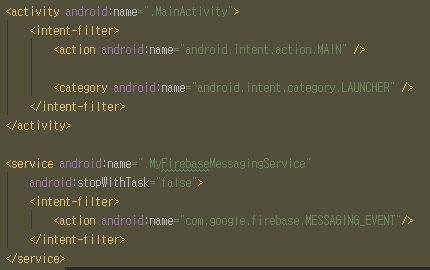 <activity android:name=".MainActivity">
    <intent-filter>
        <action android:name="android.intent.action.MAIN" />
        <category android:name="android.intent.category.LAUNCHER" />
    </intent-filter>
</activity>
<service android:name=".MyFirebaseMessagingService"
    android:stopWithTask="false">
    <intent-filter>
        <action android:name="com.google.firebase.MESSAGING_EVENT"/>
    </intent-filter>
</service>